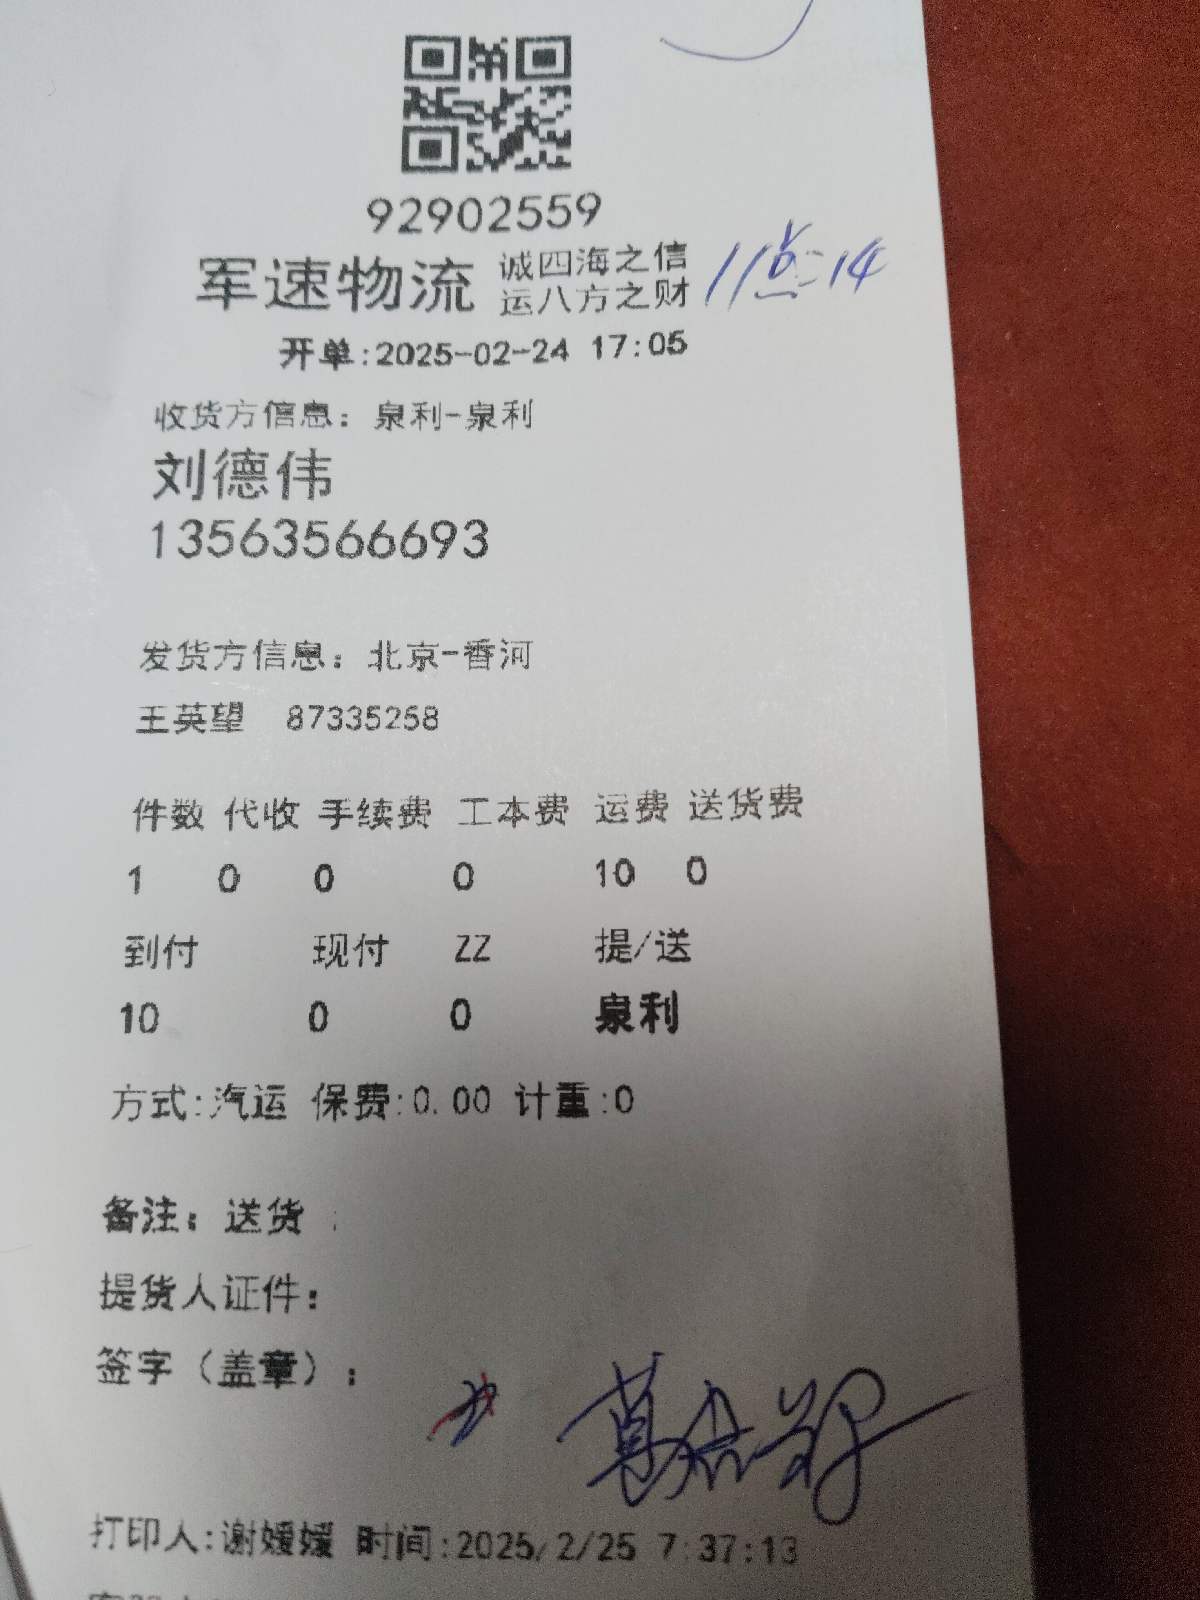 92902559
军速物流 诚四海之信 运八方之财 11点:14
开单:2025-02-24 17:05
收货方信息：泉利-泉利
刘德伟
13563566693
发货方信息：北京-香河
王英望 87335258
件数 代收 手续费 工本费 运费 送货费
1 0 0 0 10 0
到付 现付 ZZ 提/送
10 0 0 泉利
方式:汽运 保费:0.00 计重:0
备注：送货
提货人证件：
签字（盖章）：
打印人:谢媛媛 时间:2025/2/25 7:37:13